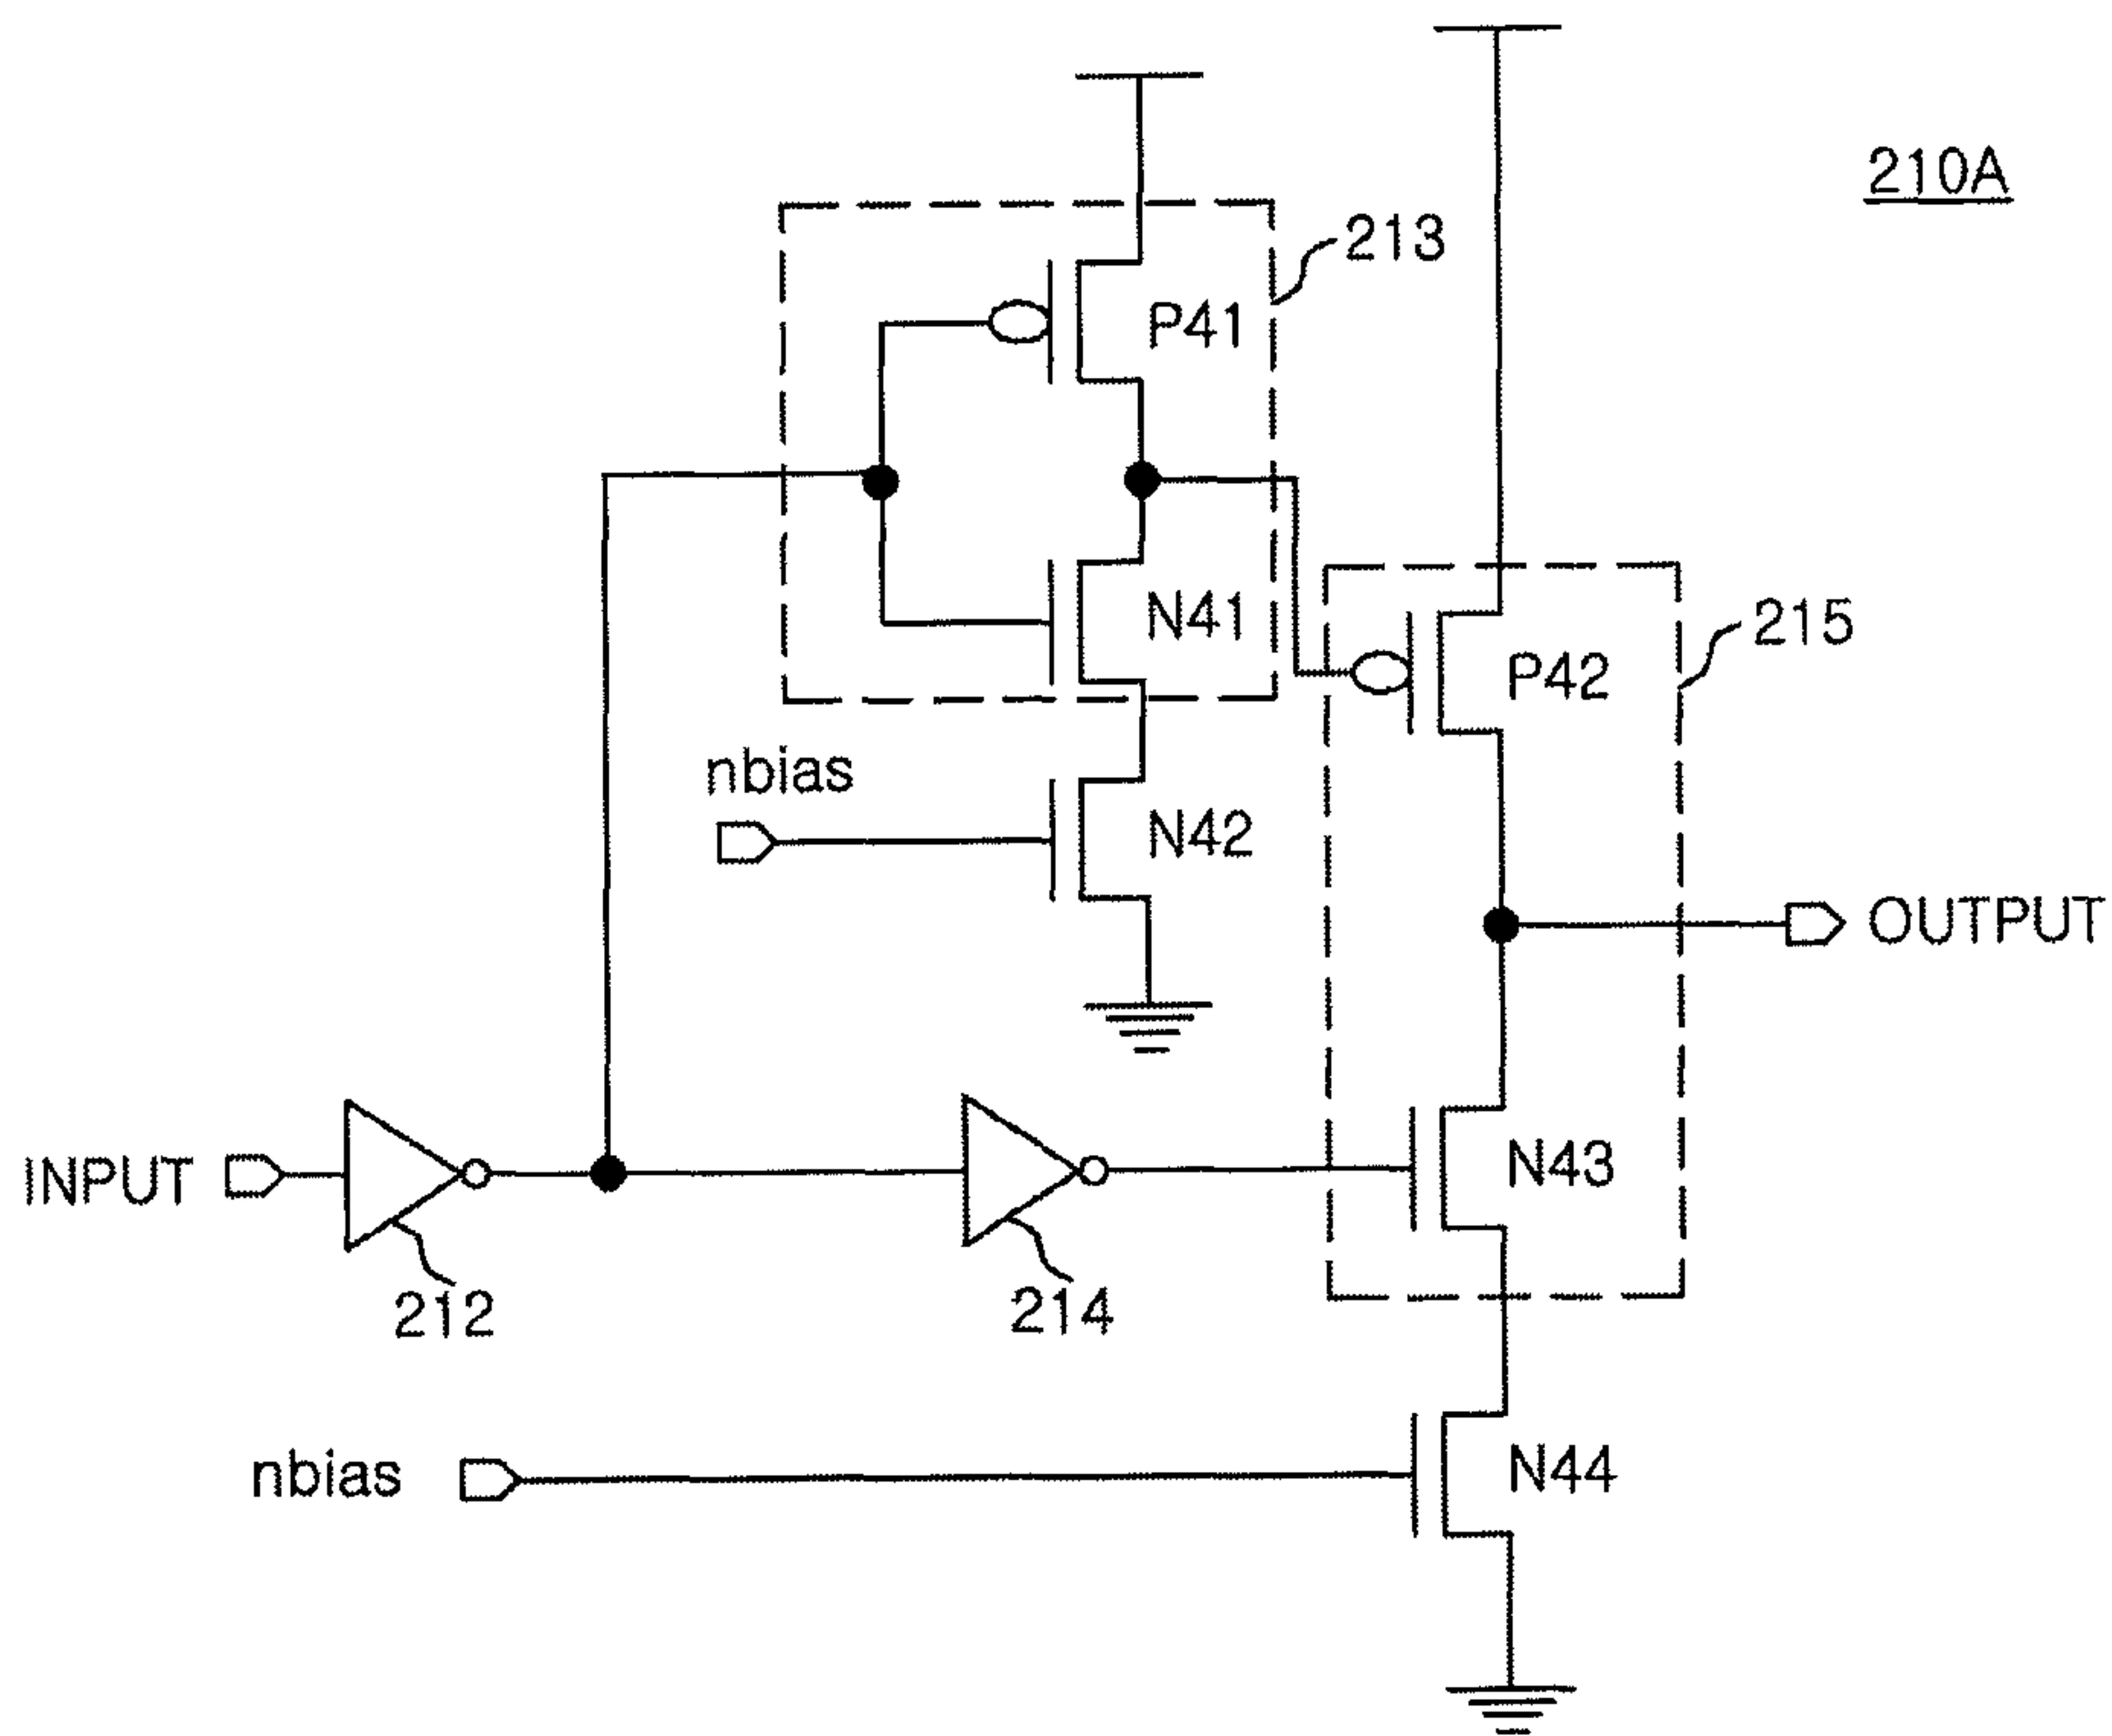 210A
213
P41
N41
215
P42
nbias
N42
OUTPUT
INPUT
N43
212
214
nbias
N44